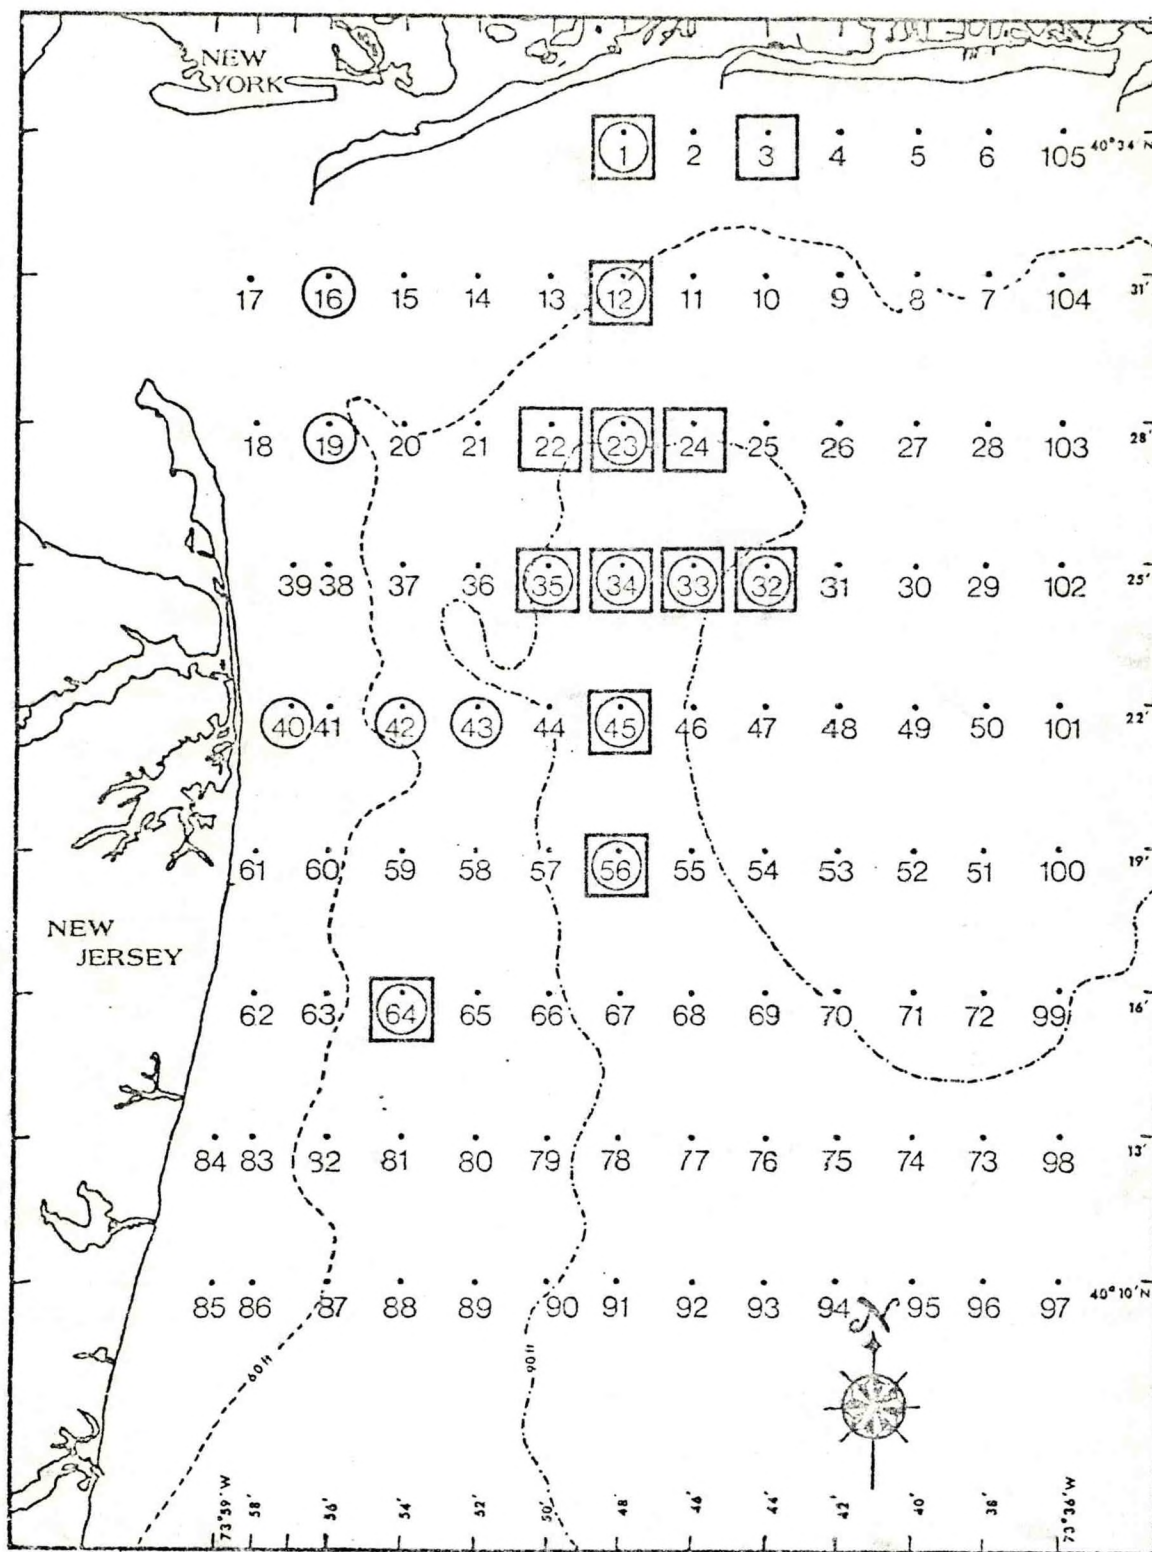 NEW
YORK
1 2 3 4 5 6 105 40°34'N
17 16 15 14 13 12 11 10 9 8 7 104 31'
18 19 20 21 22 23 24 25 26 27 28 103 28'
39 38 37 36 35 34 33 32 31 30 29 102 25'
40 41 42 43 44 45 46 47 48 49 50 101 22'
61 60 59 58 57 56 55 54 53 52 51 100 19'
NEW
JERSEY
62 63 64 65 66 67 68 69 70 71 72 99 16'
84 83 82 81 80 79 78 77 76 75 74 73 98 13'
85 86 87 88 89 90 91 92 93 94 95 96 97 40°10'N
N
60 ft
90 ft
73°59'W 58' 56' 54' 52' 50' 48' 46' 44' 42' 40' 38' 73°36'W